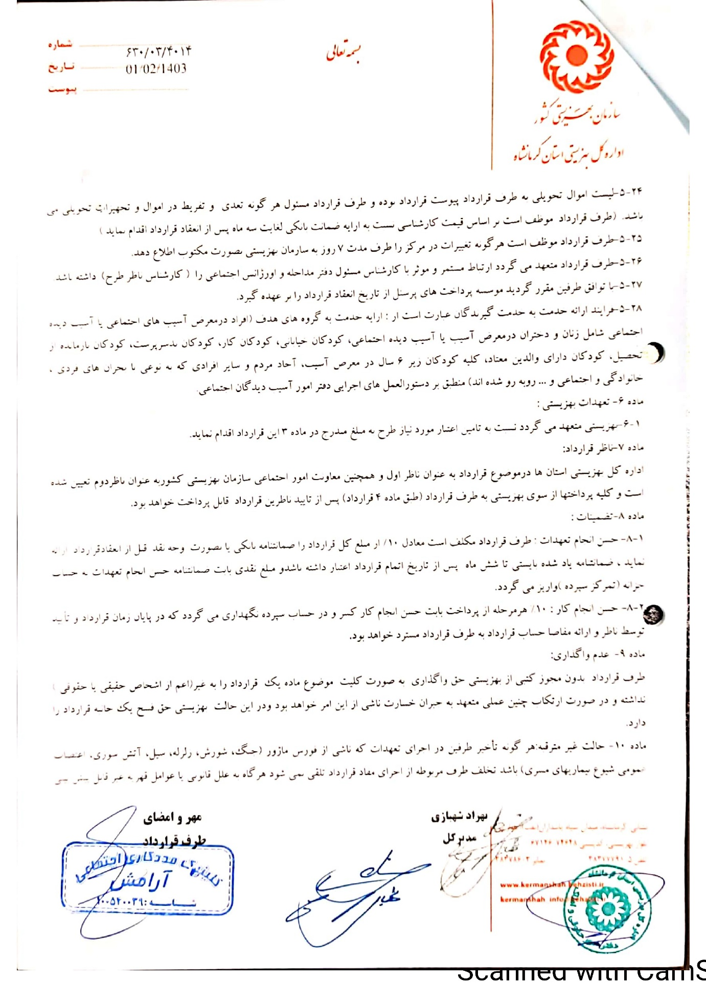 بسمه تعالی
شماره
۶۳۰/۰۳/۴۰۱۴
تاریخ
01/02/1403
پیوست
سازمان بهزیستی کشور
اداره کل بهزیستی استان کرمانشاه
۵-۲۴-لیست اموال تحویلی به طرف قرارداد پیوست قرارداد بوده و طرف قرارداد مسئول هر گونه تعدی و تفریط در اموال و تجهیزات تحویلی می
باشد. (طرف قرارداد موظف است بر اساس قیمت کارشناسی نسبت به ارایه ضمانت بانکی لغایت سه ماه پس از انعقاد قرارداد اقدام نماید )
۵-۲۵-طرف قرارداد موظف است هرگونه تغییرات در مرکز را ظرف مدت ۷ روز به سازمان بهزیستی بصورت مکتوب اطلاع دهد.
۵-۲۶-طرف قرارداد متعهد می گردد ارتباط مستمر و موثر با کارشناس مسئول دفتر مداخله و اورژانس اجتماعی را ( کارشناس ناظر طرح) داشته باشد
۵-۲۷-با توافق طرفین مقرر گردید موسسه پرداخت های پرسنل از تاریخ انعقاد قرارداد را بر عهده گیرد.
۵-۲۸-فرایند ارائه خدمت به خدمت گیرندگان عبارت است از : ارایه خدمت به گروه های هدف (افراد درمعرض آسیب های اجتماعی یا آسیب دیده
اجتماعی شامل زنان و دختران درمعرض آسیب یا آسیب دیده اجتماعی، کودکان خیابانی، کودکان کار، کودکان بدسرپرست، کودکان بازمانده از
تحصیل، کودکان دارای والدین معتاد، کلیه کودکان زیر ۶ سال در معرض آسیب، آحاد مردم و سایر افرادی که به نوعی با بحران های فردی ،
خانوادگی و اجتماعی و ... روبه رو شده اند) منطبق بر دستورالعمل های اجرایی دفتر امور آسیب دیدگان اجتماعی.
ماده ۶- تعهدات بهزیستی :
۶-۱-بهزیستی متعهد می گردد نسبت به تامین اعتبار مورد نیاز طرح به مبلغ مندرج در ماده ۳ این قرارداد اقدام نماید.
ماده ۷-ناظر قرارداد:
اداره کل بهزیستی استان ها درموضوع قرارداد به عنوان ناظر اول و همچنین معاونت امور اجتماعی سازمان بهزیستی کشوربه عنوان ناظردوم تعیین شده
است و کلیه پرداختها از سوی بهزیستی به طرف قرارداد (طبق ماده ۴ قرارداد) پس از تایید ناظرین قرارداد قابل پرداخت خواهد بود.
ماده ۸-تضمینات :
۸-۱- حسن انجام تعهدات : طرف قرارداد مکلف است معادل ۱۰٪ از مبلغ کل قرارداد را ضمانتنامه بانکی یا بصورت وجه نقد قبل از انعقادقرارداد ارائه
نماید ، ضمانتنامه یاد شده بایستی تا شش ماه پس از تاریخ اتمام قرارداد اعتبار داشته باشدو مبلغ نقدی بابت ضمانتنامه حسن انجام تعهدات به حساب
خزانه (تمرکز سپرده )واریز می گردد.
۸-۲- حسن انجام کار : ۱۰٪ هرمرحله از پرداخت بابت حسن انجام کار کسر و در حساب سپرده نگهداری می گردد که در پایان زمان قرارداد و تأیید
توسط ناظر و ارائه مفاصا حساب قرارداد به طرف قرارداد مسترد خواهد بود.
ماده ۹- عدم واگذاری:
طرف قرارداد بدون مجوز کتبی از بهزیستی حق واگذاری به صورت کلیت موضوع ماده یک قرارداد را به غیر(اعم از اشخاص حقیقی یا حقوقی )
نداشته و در صورت ارتکاب چنین عملی متعهد به جبران خسارت ناشی از این امر خواهد بود ودر این حالت بهزیستی حق فسخ یک جانبه قرارداد را
دارد.
ماده ۱۰- حالت غیر مترقبه:هر گونه تأخیر طرفین در اجرای تعهدات که ناشی از فورس ماژور (جنگ، شورش، زلزله، سیل، آتش سوزی، اعتصاب
عمومی شیوع بیماریهای مسری) باشد تخلف طرف مربوطه از اجرای مفاد قرارداد تلقی نمی شود هرگاه به علل قانونی یا عوامل قهریه غیر قابل پیش بینی
بهراد شهبازی
مدیرکل
مهر و امضای
طرف قرارداد
کلینیک مددکاری اجتماعی
آرامش
شناسه:
www.kermanshah.behzisti.ir
Scanned with CamS